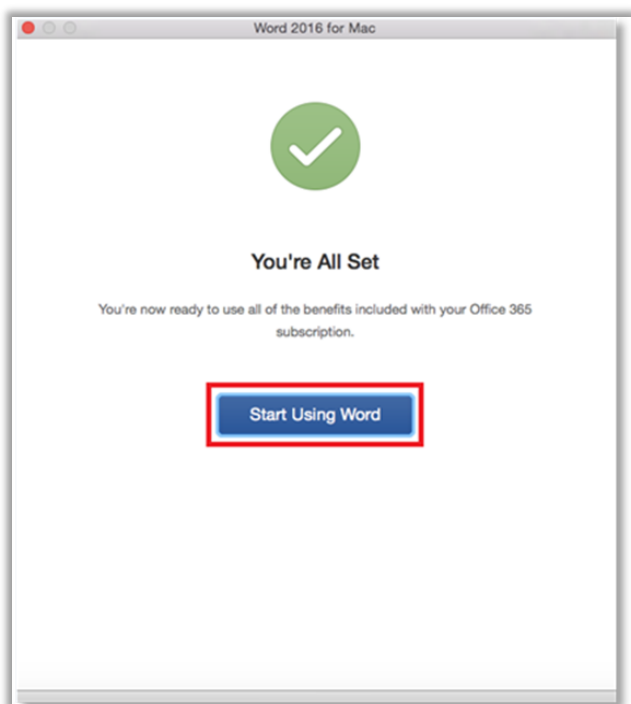 Word 2016 for Mac
You're All Set
You're now ready to use all of the benefits included with your Office 365
subscription.
Start Using Word